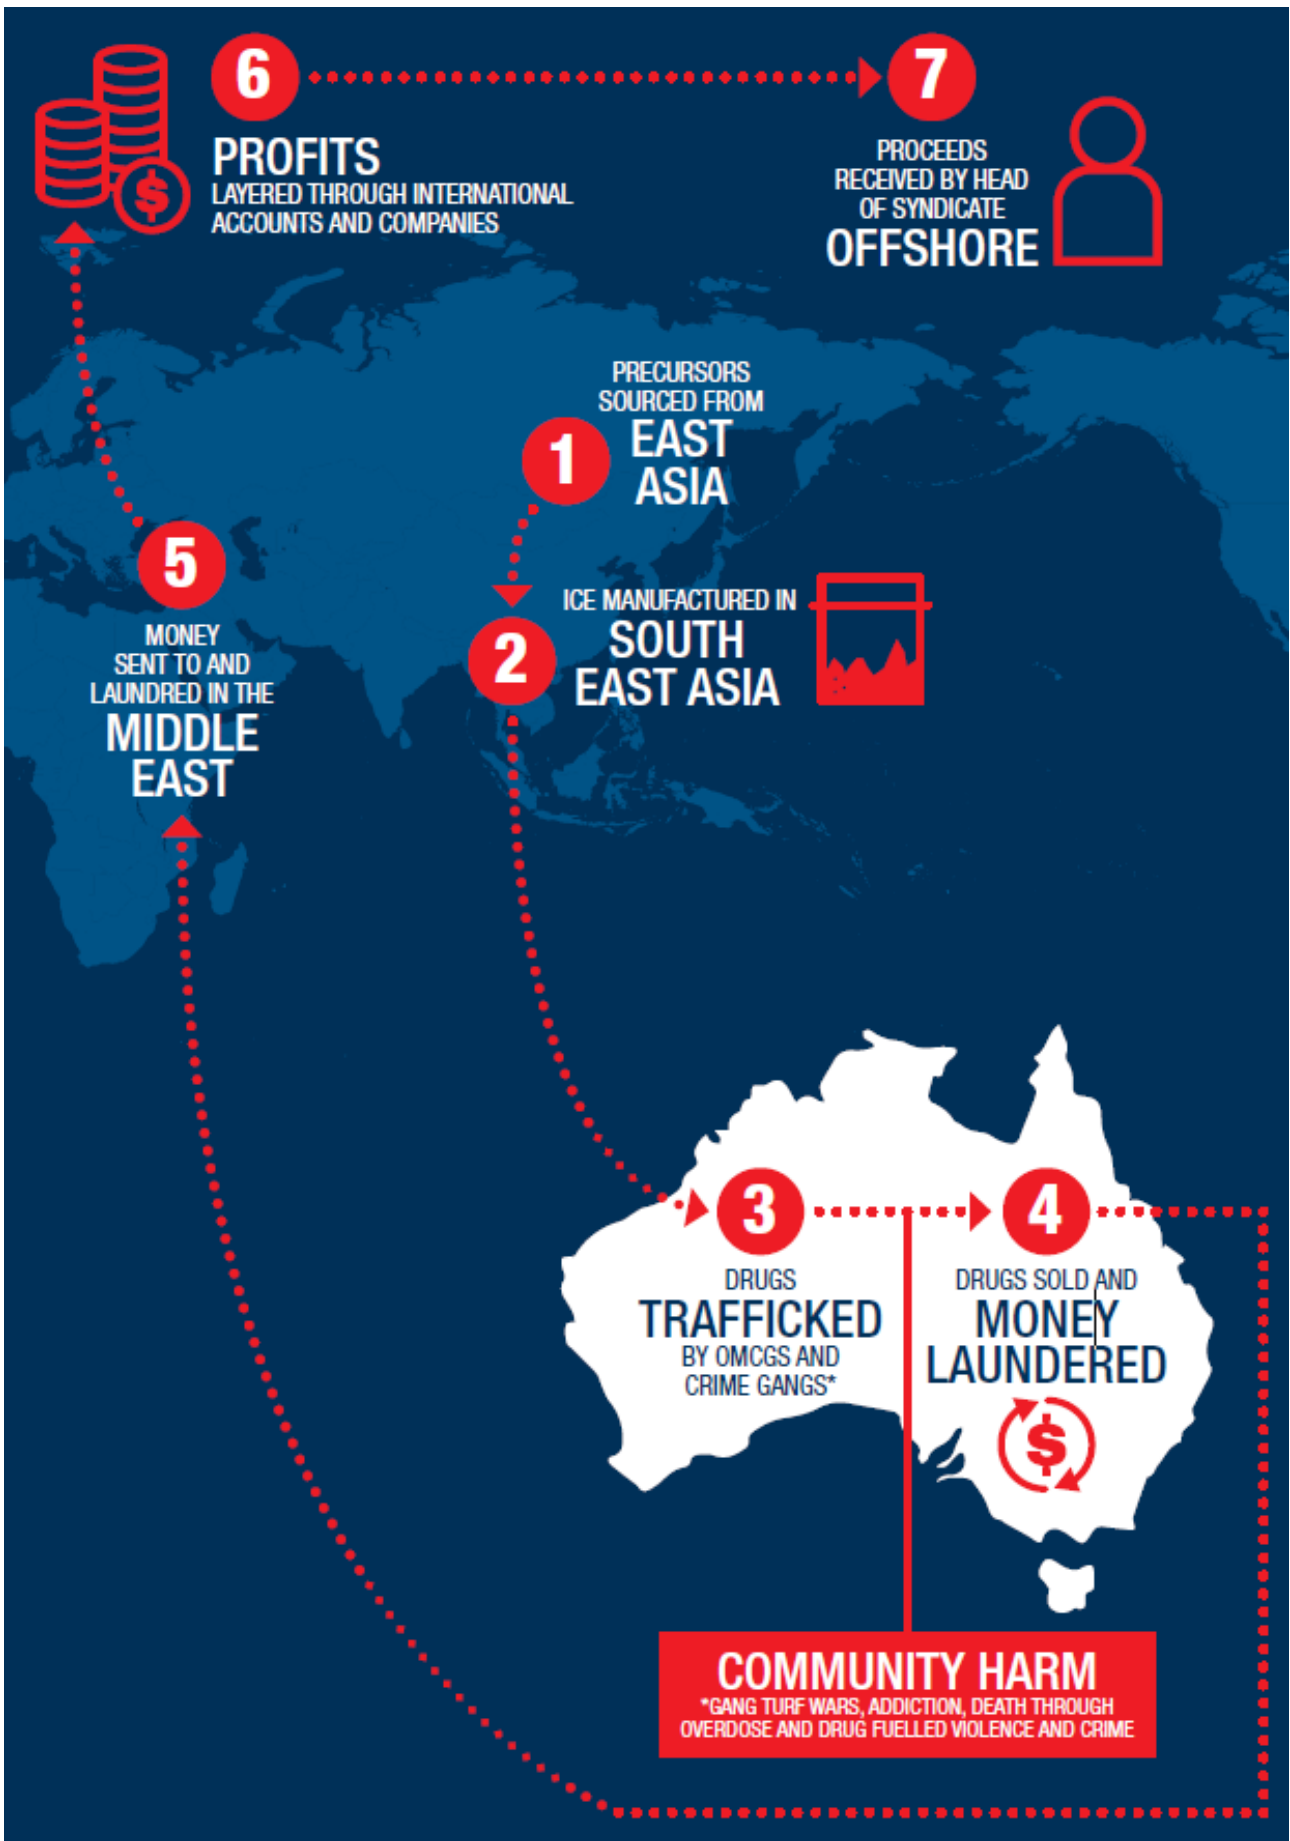 6
PROFITS
LAYERED THROUGH INTERNATIONAL
ACCOUNTS AND COMPANIES
$
7
PROCEEDS
RECEIVED BY HEAD
OF SYNDICATE
OFFSHORE
PRECURSORS
SOURCED FROM
1
EAST
ASIA
5
MONEY
SENT TO AND
LAUNDRED IN THE
MIDDLE
EAST
2
ICE MANUFACTURED IN
SOUTH
EAST ASIA
3
DRUGS
TRAFFICKED
BY OMCGS AND
CRIME GANGS*
4
DRUGS SOLD AND
MONEY
LAUNDERED
$
COMMUNITY HARM
*GANG TURF WARS, ADDICTION, DEATH THROUGH
OVERDOSE AND DRUG FUELLED VIOLENCE AND CRIME